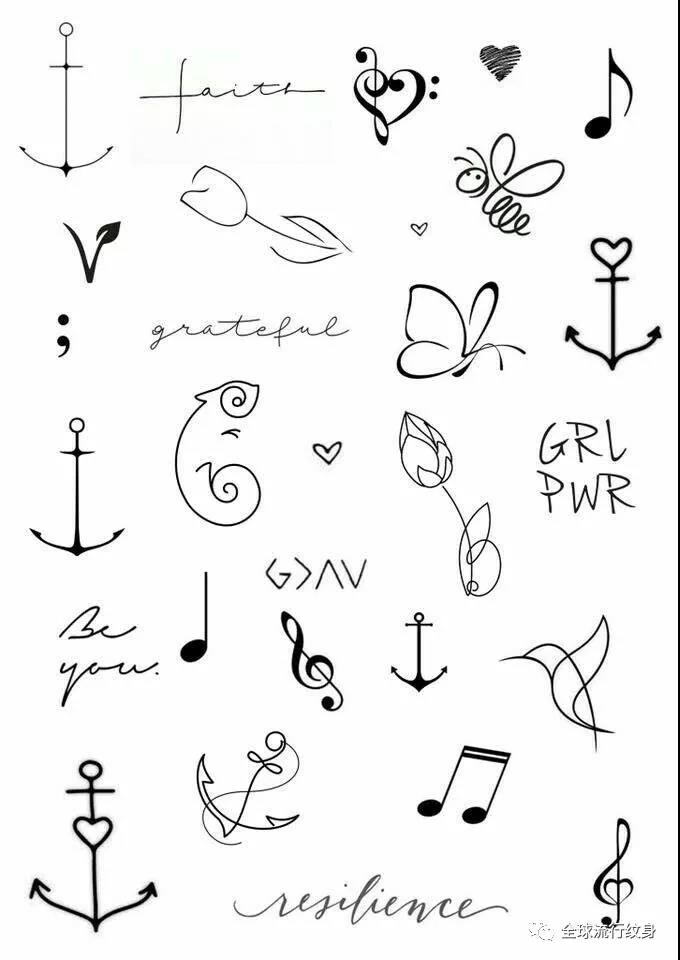 faith
;
grateful
GRL
PWR
G>ΛV
Be
you.
resilience
全球流行纹身